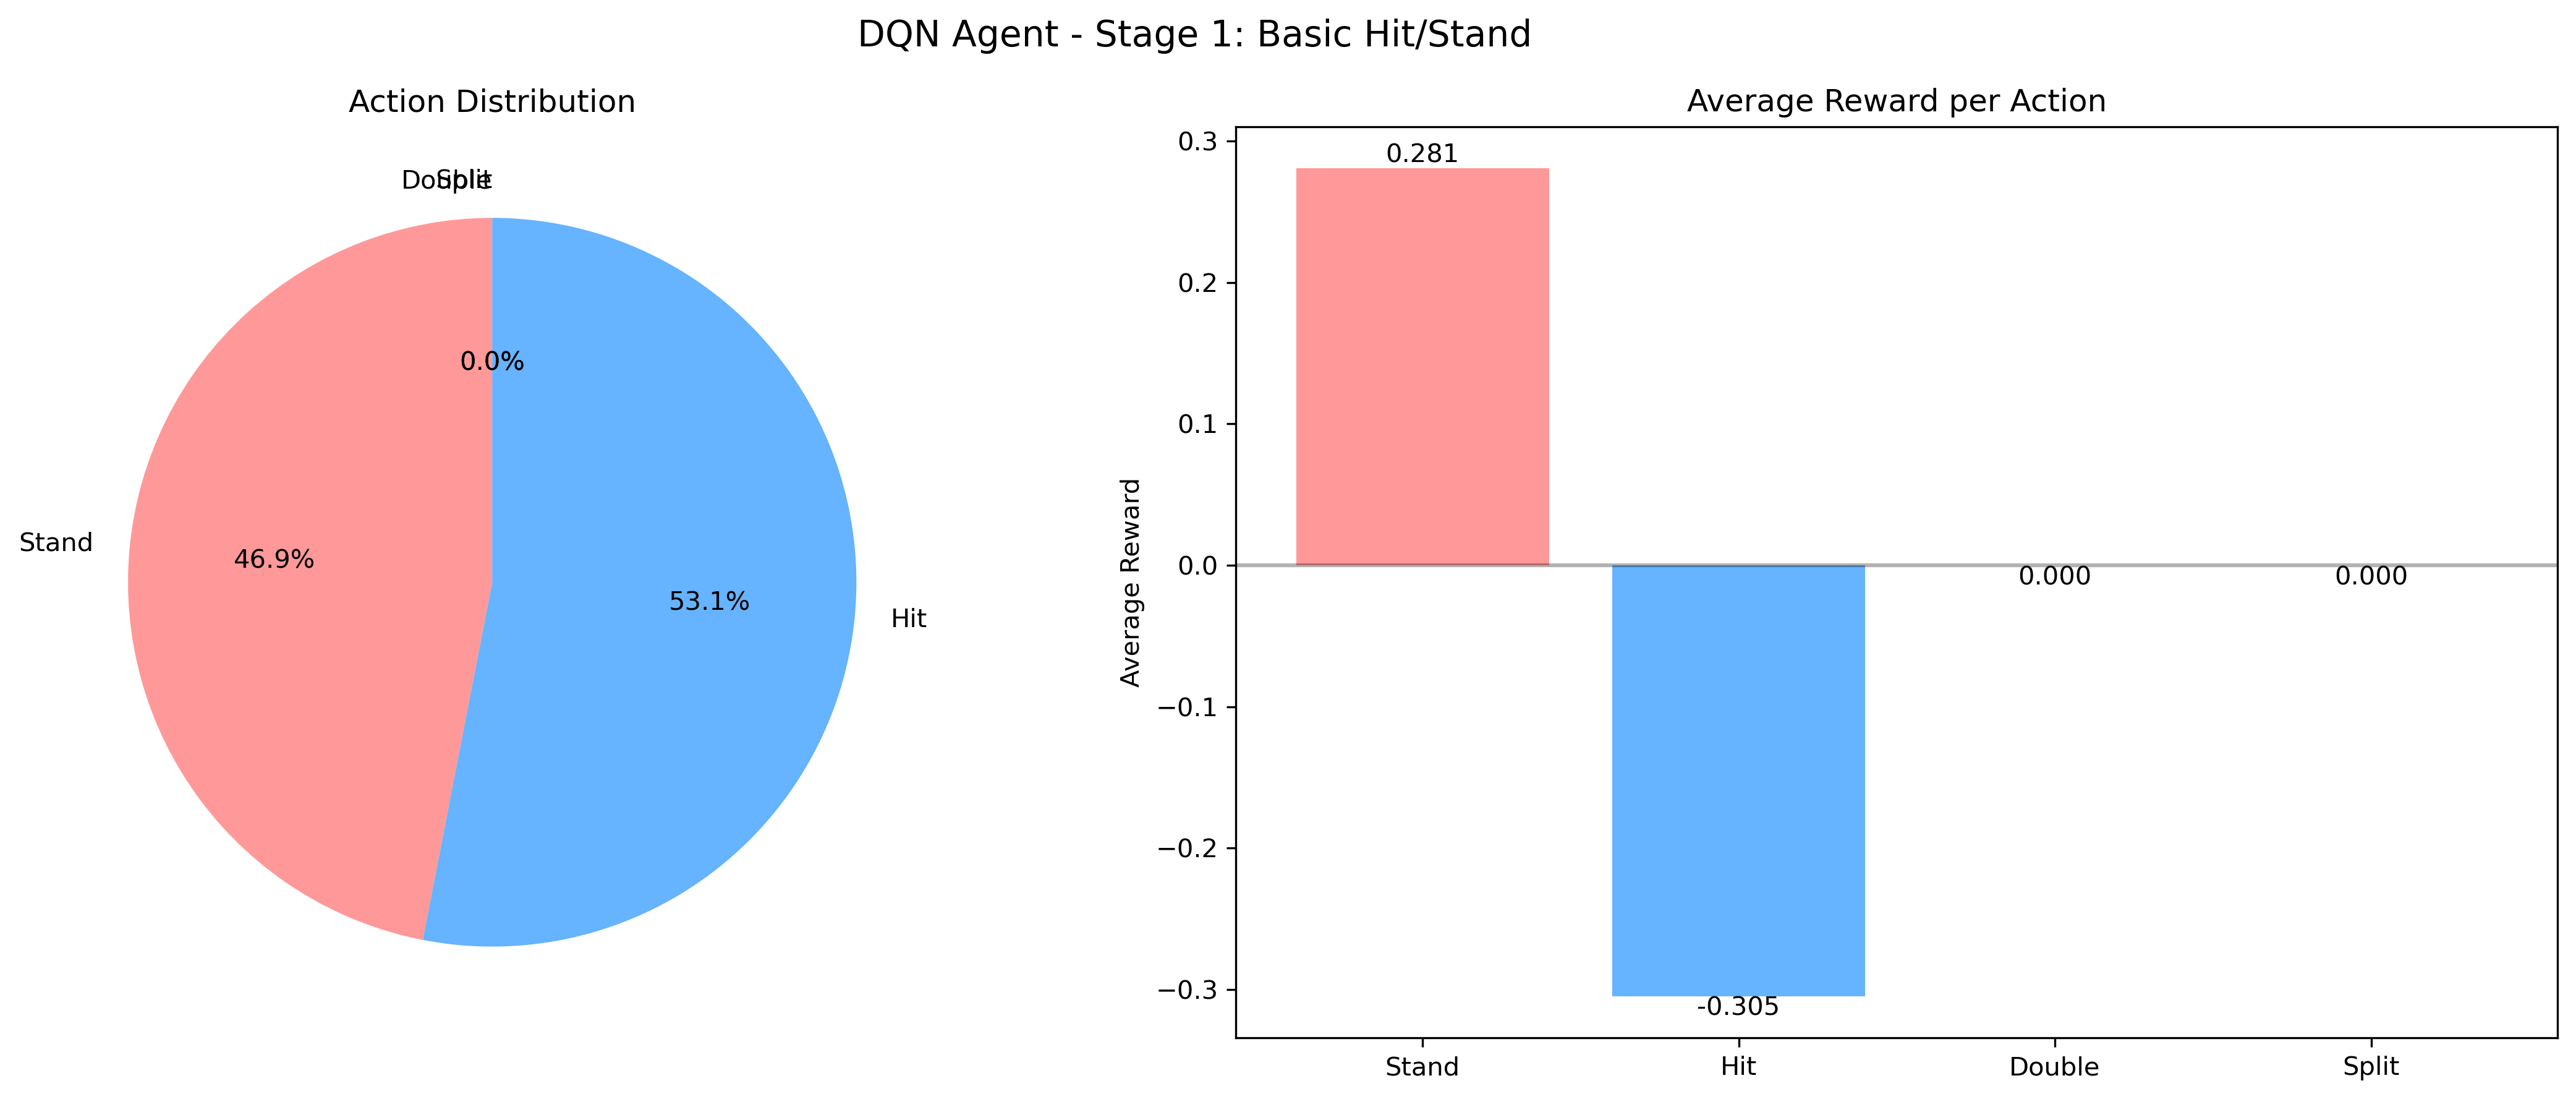 DQN Agent - Stage 1: Basic Hit/Stand
Action Distribution
Double
Split
0.0%
Stand
46.9%
53.1%
Hit
Average Reward per Action
Average Reward
0.3
0.2
0.1
0.0
−0.1
−0.2
−0.3
0.281
-0.305
0.000
0.000
Stand
Hit
Double
Split